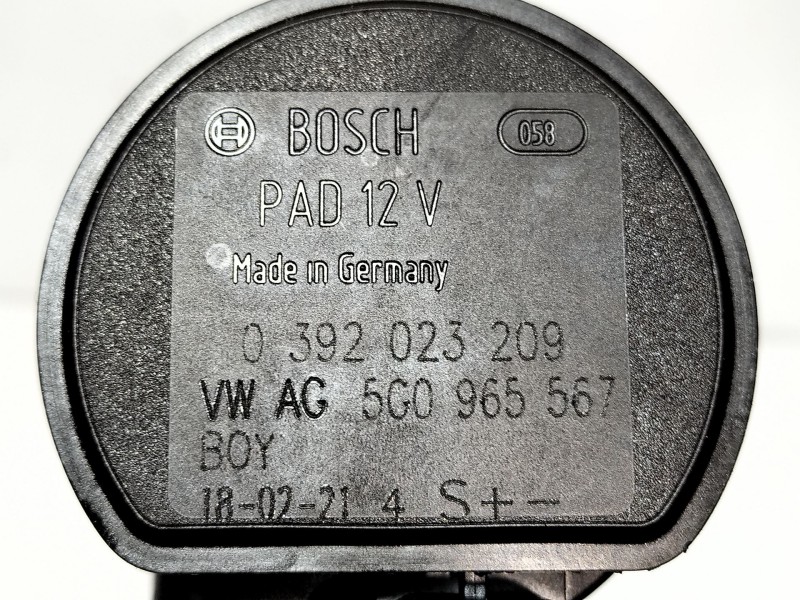 BOSCH 058
PAD 12 V
Made in Germany
0 392 023 209
VW AG 5G0 965 567
BOY
18-02-21 4 S+-